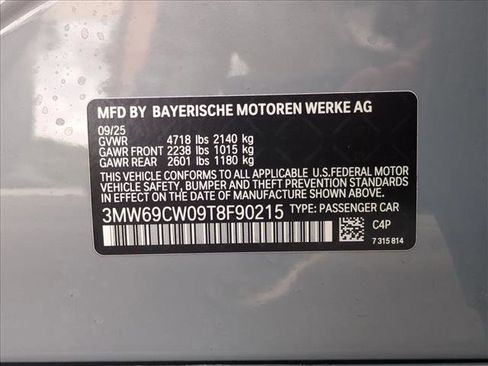 MFD BY BAYERISCHE MOTOREN WERKE AG
09/25
GVWR 4718 lbs 2140 kg
GAWR FRONT 2238 lbs 1015 kg
GAWR REAR 2601 lbs 1180 kg
THIS VEHICLE CONFORMS TO ALL APPLICABLE
U.S.FEDERAL MOTOR
VEHICLE SAFETY, BUMPER, AND THEFT PREVENTION STANDARDS
IN EFFECT ON THE DATE OF MANUFACTURE SHOWN ABOVE.
3MW69CW09T8F90215 TYPE: PASSENGER CAR
C4P
7 315 814